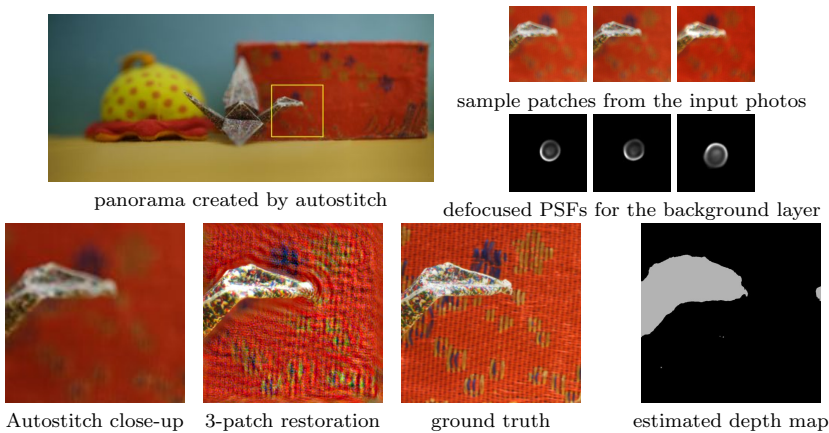 sample patches from the input photos
panorama created by autostitch
defocused PSFs for the background layer
Autostitch close-up
3-patch restoration
ground truth
estimated depth map